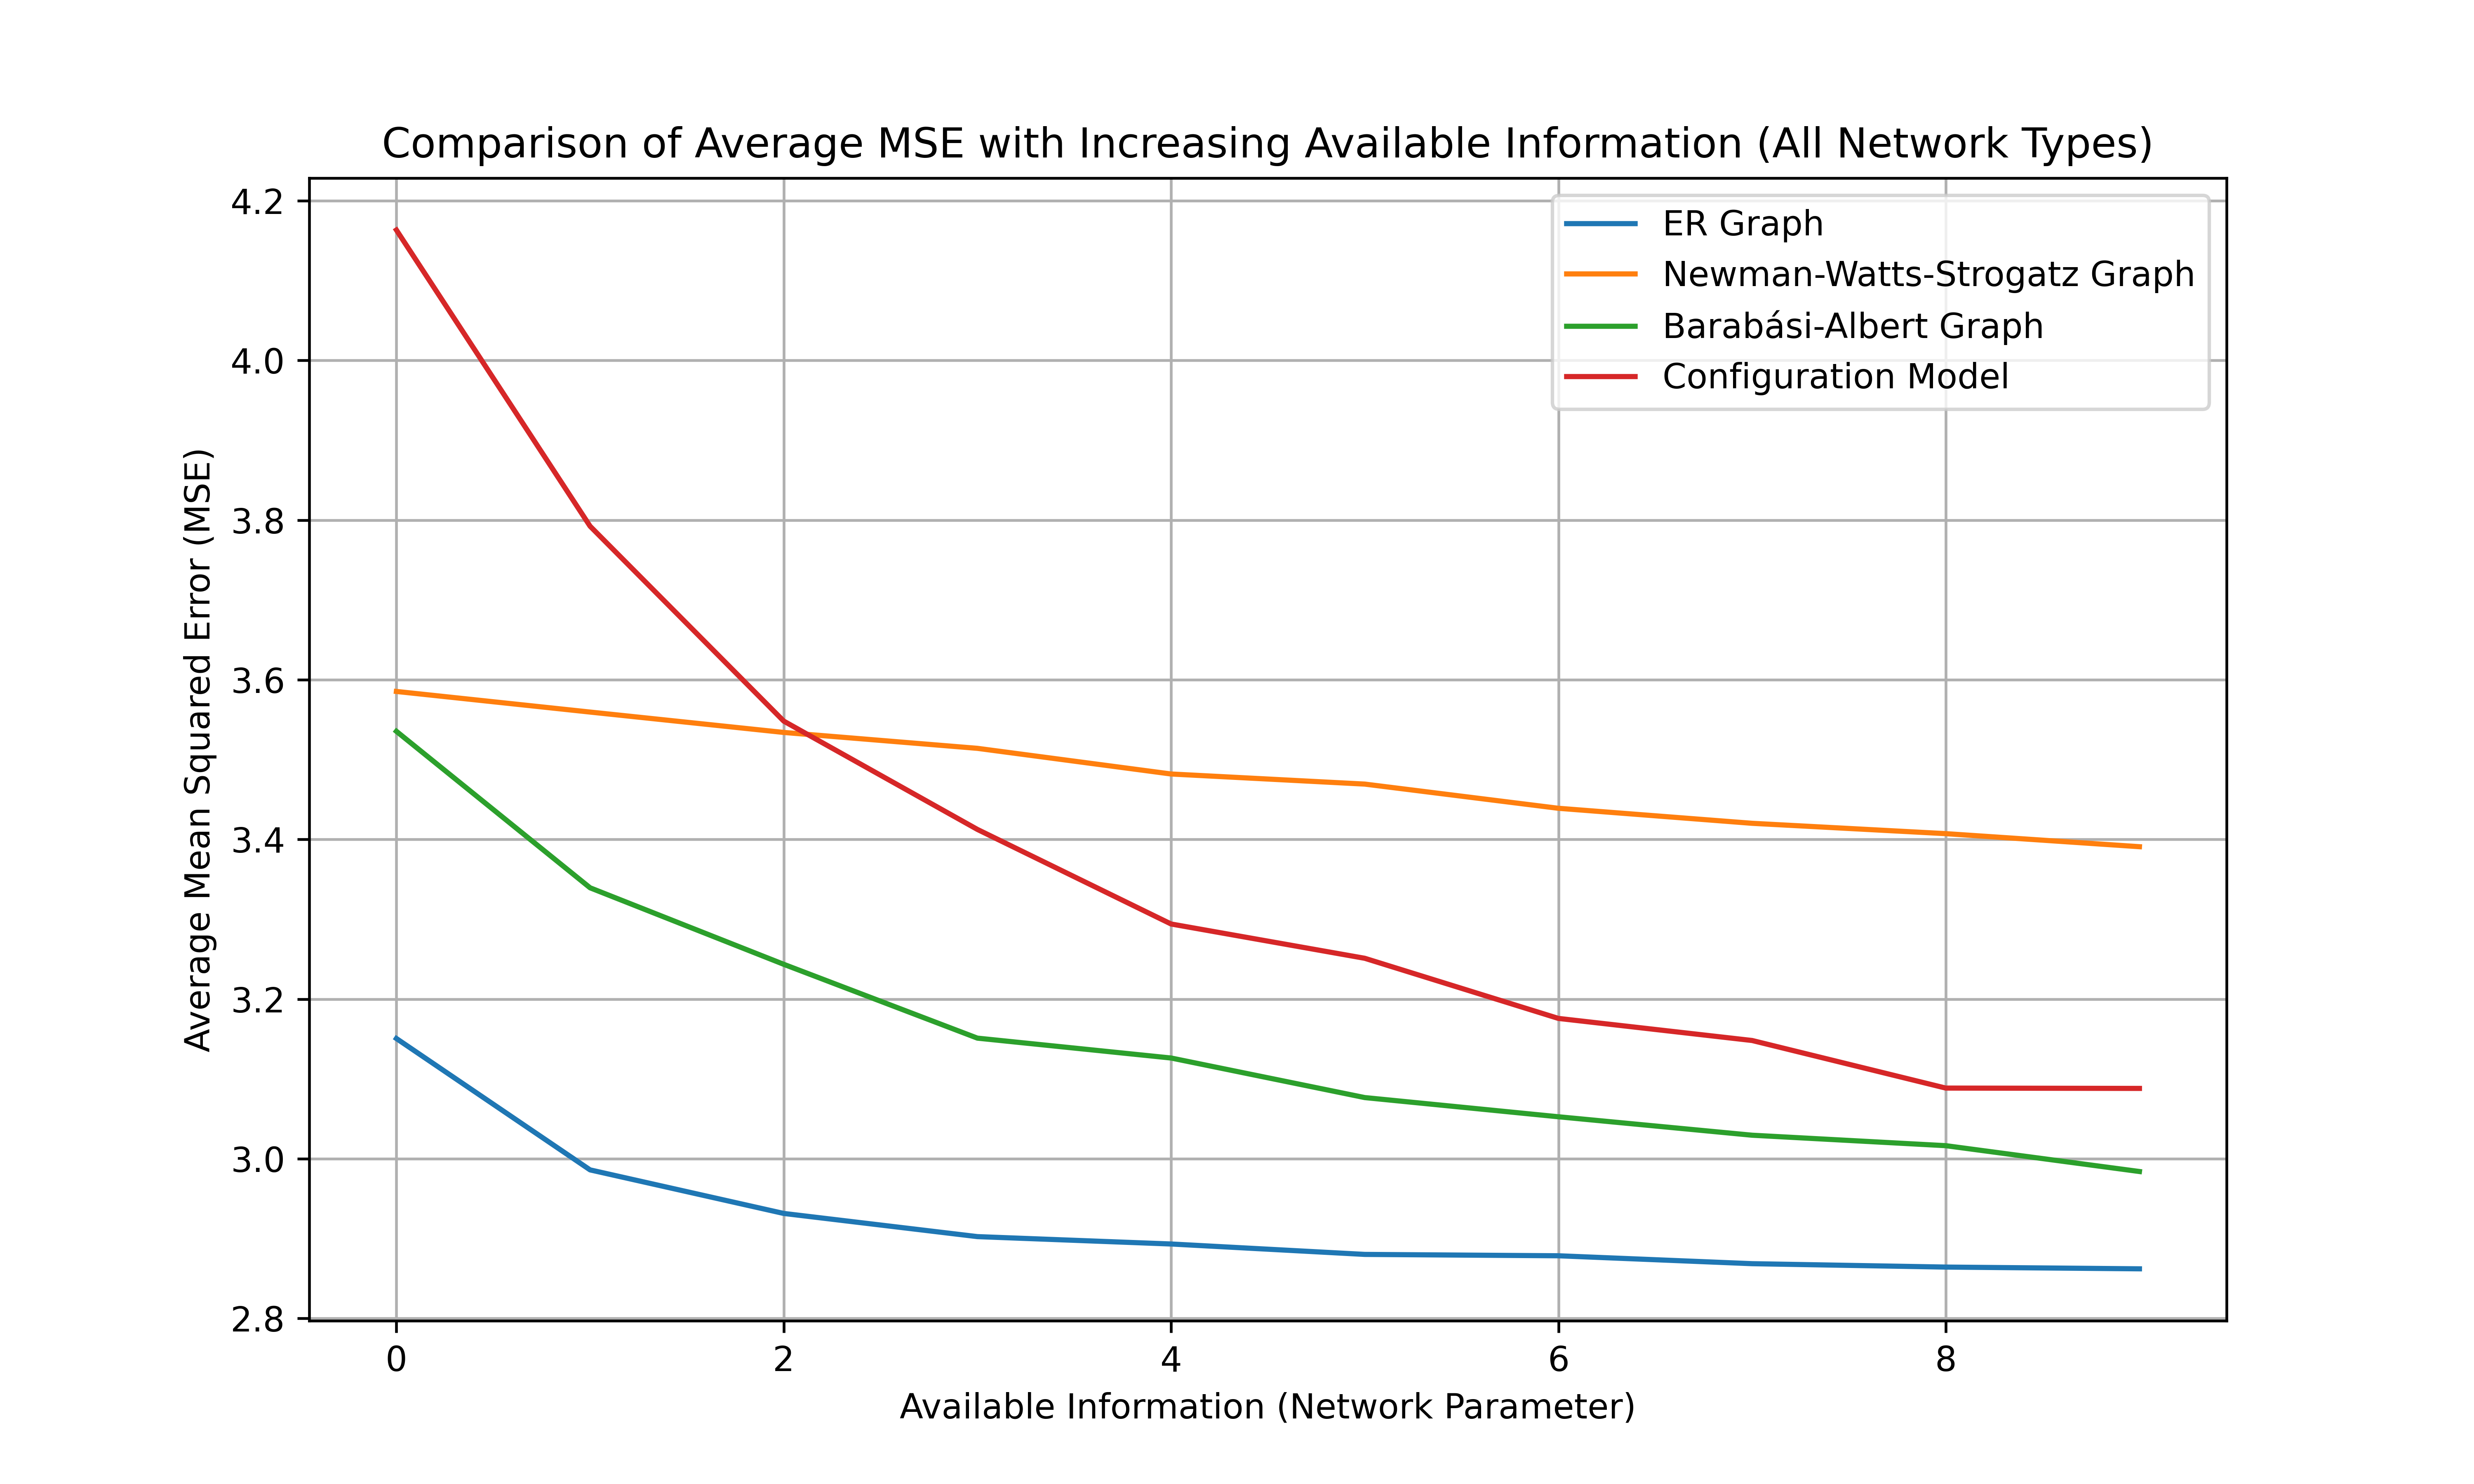 Comparison of Average MSE with Increasing Available Information (All Network Types)
4.2
4.0
3.8
3.6
3.4
3.2
3.0
2.8
Average Mean Squared Error (MSE)
ER Graph
Newman-Watts-Strogatz Graph
Barabási-Albert Graph
Configuration Model
0
2
4
6
8
Available Information (Network Parameter)